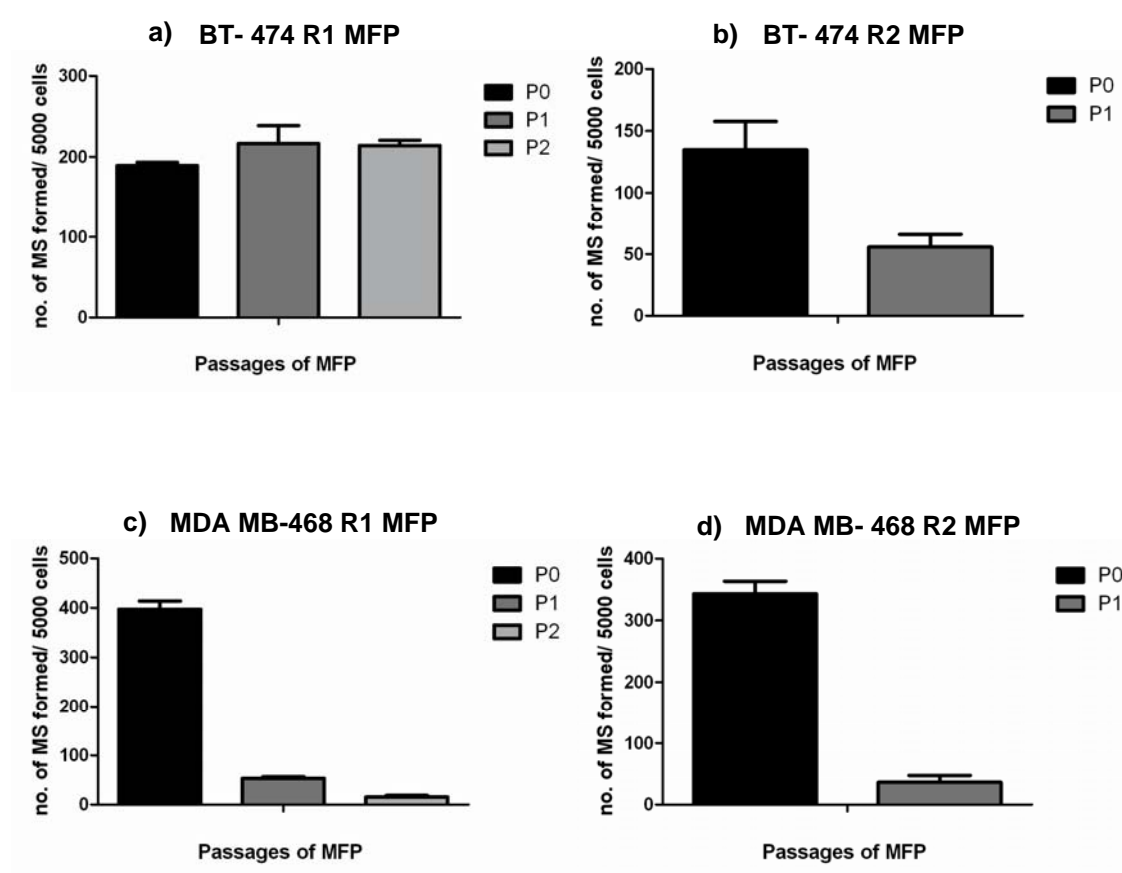 a) BT- 474 R1 MFP
no. of MS formed/ 5000 cells
300
200
100
0
P0
P1
P2
Passages of MFP
b) BT- 474 R2 MFP
no. of MS formed/ 5000 cells
200
150
100
50
0
P0
P1
Passages of MFP
c) MDA MB-468 R1 MFP
no. of MS formed/ 5000 cells
500
400
300
200
100
0
P0
P1
P2
Passages of MFP
d) MDA MB- 468 R2 MFP
no. of MS formed/ 5000 cells
400
300
200
100
0
P0
P1
Passages of MFP